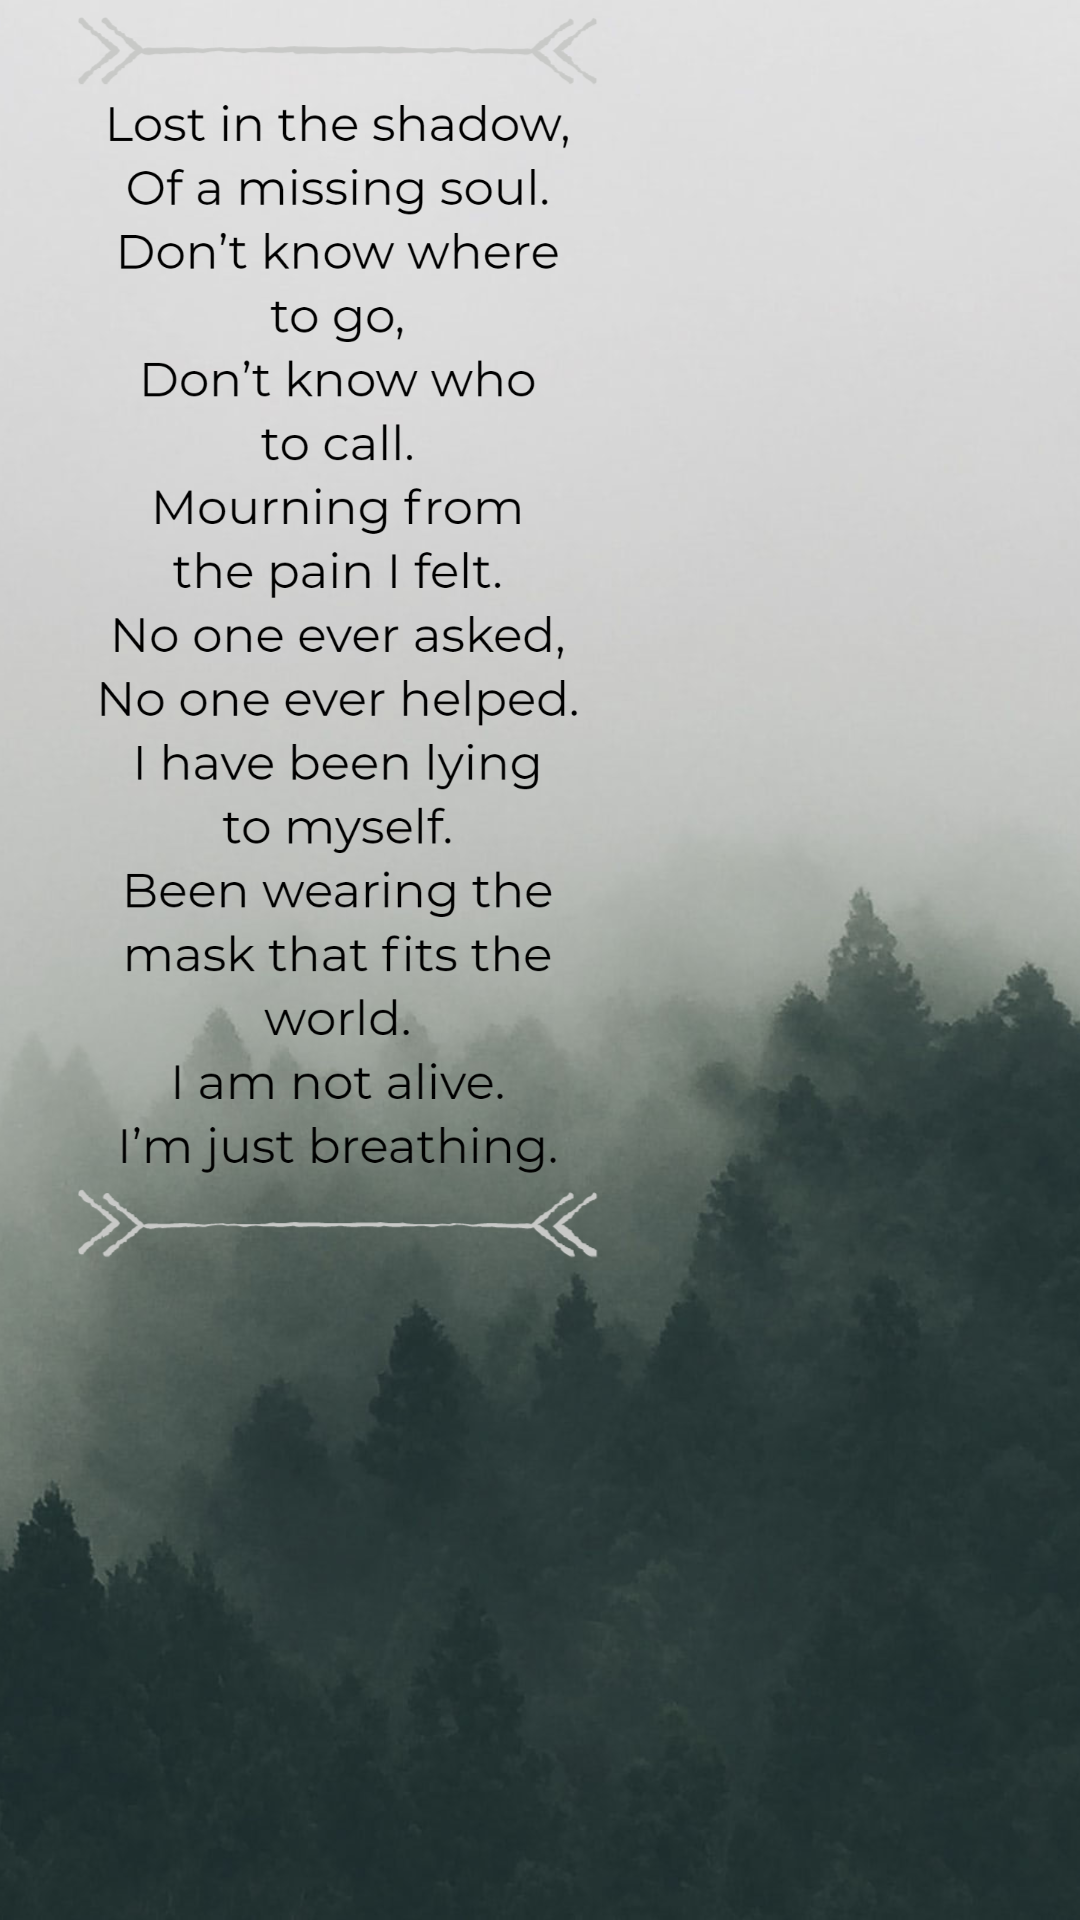 Lost in the shadow,
Of a missing soul.
Don’t know where
to go,
Don’t know who
to call.
Mourning from
the pain I felt.
No one ever asked,
No one ever helped.
I have been lying
to myself.
Been wearing the
mask that fits the
world.
I am not alive.
I’m just breathing.